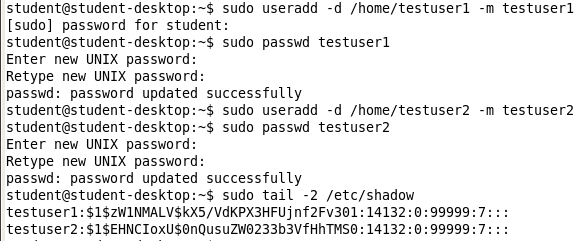 student@student-desktop:~$ sudo useradd -d /home/testuser1 -m testuser1
[sudo] password for student:
student@student-desktop:~$ sudo passwd testuser1
Enter new UNIX password:
Retype new UNIX password:
passwd: password updated successfully
student@student-desktop:~$ sudo useradd -d /home/testuser2 -m testuser2
student@student-desktop:~$ sudo passwd testuser2
Enter new UNIX password:
Retype new UNIX password:
passwd: password updated successfully
student@student-desktop:~$ sudo tail -2 /etc/shadow
testuser1:$1$zW1NMALV$kX5/VdKPX3HFUjnf2Fv301:14132:0:99999:7:::
testuser2:$1$EHNCIoxU$0nQusuZW0233b3VfHhTMS0:14132:0:99999:7:::